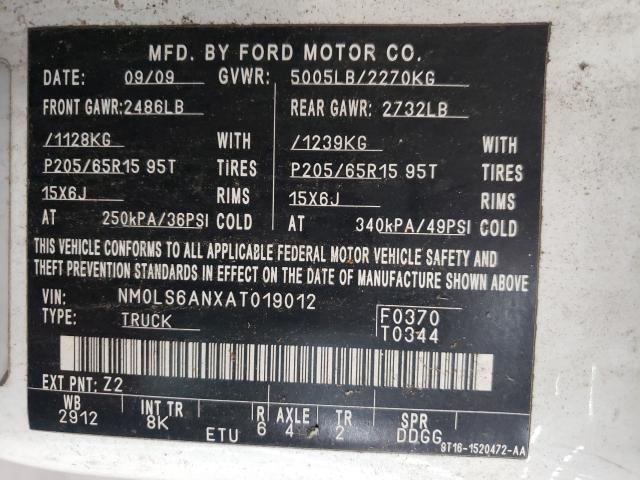 MFD. BY FORD MOTOR CO.
DATE: 09/09 GVWR: 5005LB/2270KG
FRONT GAWR: 2486LB REAR GAWR: 2732LB
/1128KG WITH /1239KG WITH
P205/65R15 95T TIRES P205/65R15 95T TIRES
15X6J RIMS 15X6J RIMS
AT 250kPA/36PSI COLD AT 340kPA/49PSI COLD
THIS VEHICLE CONFORMS TO ALL APPLICABLE FEDERAL MOTOR VEHICLE SAFETY AND
THEFT PREVENTION STANDARDS IN EFFECT ON THE DATE OF MANUFACTURE SHOWN ABOVE.
VIN: NM0LS6ANXAT019012
TYPE: TRUCK
F0370
T0344
EXT PNT: Z2
WB INT TR R AXLE TR SPR
2912 8K 6 4 2 DDGG
ETU
9T16-1520472-AA